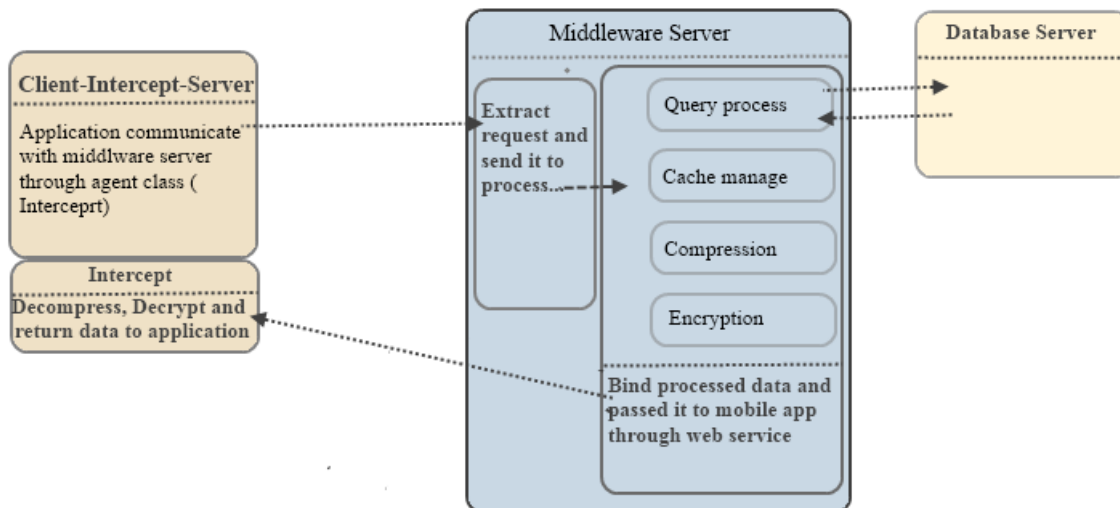 Client-Intercept-Server
Application communicate
with middlware server
through agent class (
Interceprt)
Intercept
Decompress, Decrypt and
return data to application
Middleware Server
Extract
request and
send it to
process...
Query process
Cache manage
Compression
Encryption
Bind processed data and
passed it to mobile app
through web service
Database Server